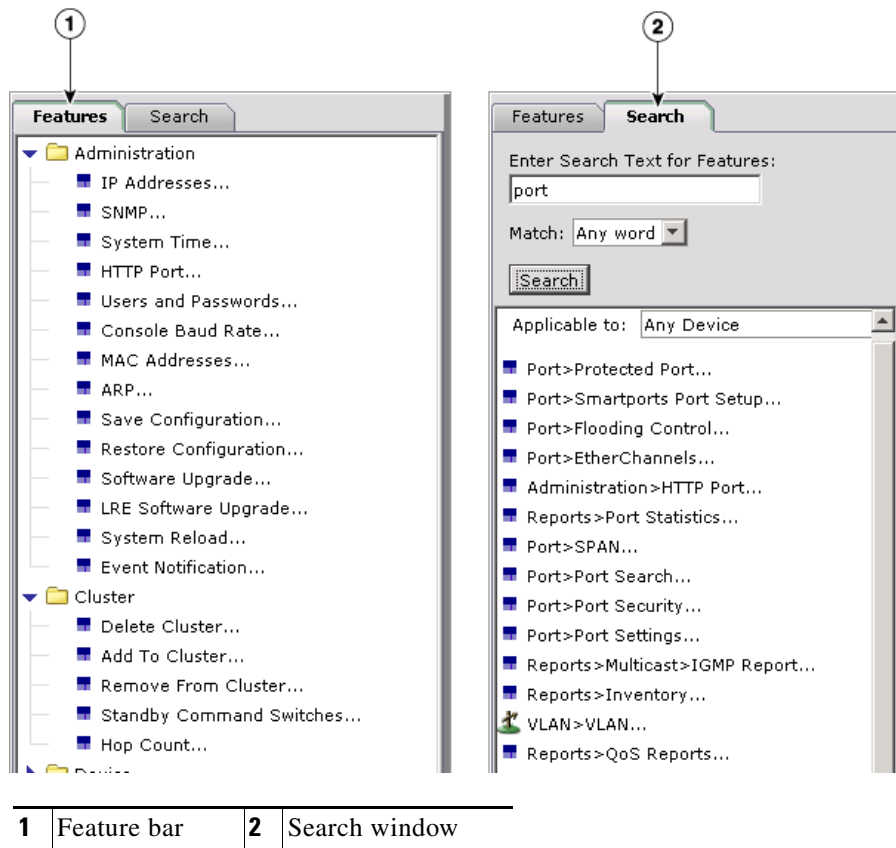 1
2
Features Search
Administration
IP Addresses...
SNMP...
System Time...
HTTP Port...
Users and Passwords...
Console Baud Rate...
MAC Addresses...
ARP...
Save Configuration...
Restore Configuration...
Software Upgrade...
LRE Software Upgrade...
System Reload...
Event Notification...
Cluster
Delete Cluster...
Add To Cluster...
Remove From Cluster...
Standby Command Switches...
Hop Count...
Features Search
Enter Search Text for Features:
port
Match: Any word
Search
Applicable to: Any Device
Port>Protected Port...
Port>Smartports Port Setup...
Port>Flooding Control...
Port>EtherChannels...
Administration>HTTP Port...
Reports>Port Statistics...
Port>SPAN...
Port>Port Search...
Port>Port Security...
Port>Port Settings...
Reports>Multicast>IGMP Report...
Reports>Inventory...
VLAN>VLAN...
Reports>QoS Reports...
1 Feature bar 2 Search window